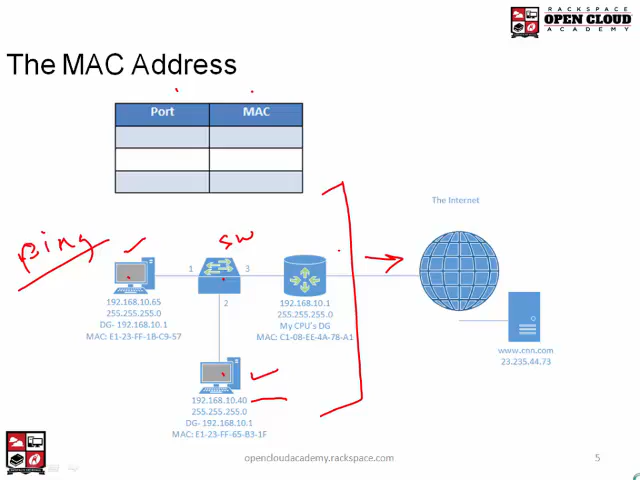 RACKSPACE
OPEN CLOUD
ACADEMY
The MAC Address
Port MAC
The Internet
ping
sw
1
3
2
192.168.10.65
255.255.255.0
DG- 192.168.10.1
MAC: E1-23-FF-1B-C9-57
192.168.10.1
255.255.255.0
My CPU's DG
MAC: C1-08-EE-4A-78-A1
www.cnn.com
23.235.44.73
192.168.10.40
255.255.255.0
DG- 192.168.10.1
MAC: E1-23-FF-65-B3-1F
opencloudacademy.rackspace.com
5